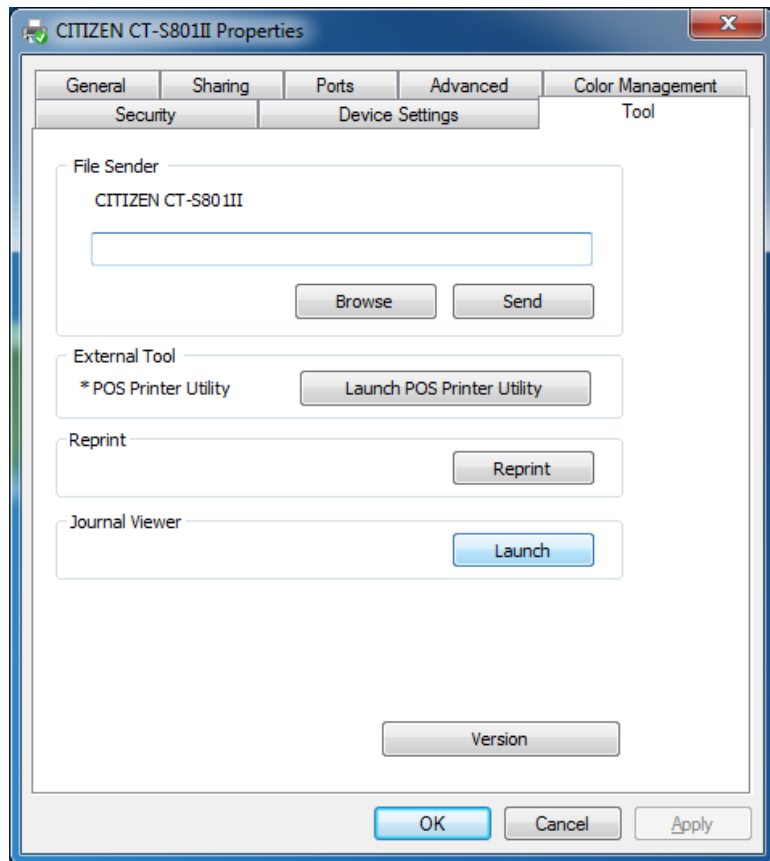 CITIZEN CT-S801II Properties
General Sharing Ports Advanced Color Management
Security Device Settings Tool
File Sender
CITIZEN CT-S801II
Browse Send
External Tool
* POS Printer Utility Launch POS Printer Utility
Reprint
Reprint
Journal Viewer
Launch
Version
OK Cancel Apply